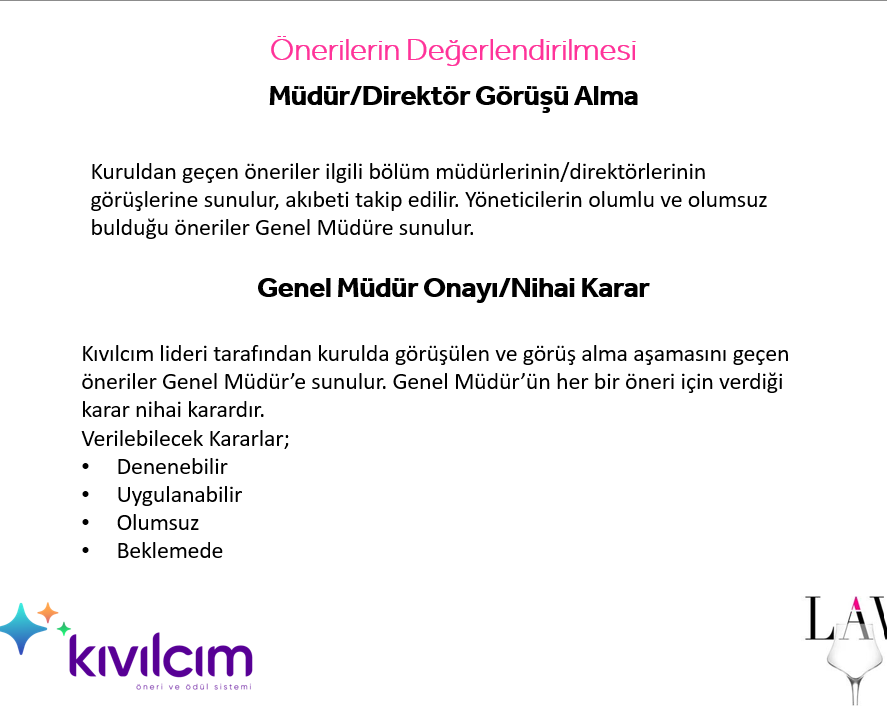 Önerilerin Değerlendirilmesi
Müdür/Direktör Görüşü Alma
Kuruldan geçen öneriler ilgili bölüm müdürlerinin/direktörlerinin
görüşlerine sunulur, akıbeti takip edilir. Yöneticilerin olumlu ve olumsuz
bulduğu öneriler Genel Müdüre sunulur.
Genel Müdür Onayı/Nihai Karar
Kıvılcım lideri tarafından kurulda görüşülen ve görüş alma aşamasını geçen
öneriler Genel Müdür’e sunulur. Genel Müdür’ün her bir öneri için verdiği
karar nihai karardır.
Verilebilecek Kararlar;
• Denenebilir
• Uygulanabilir
• Olumsuz
• Beklemede
kıvılcım
öneri ve ödül sistemi